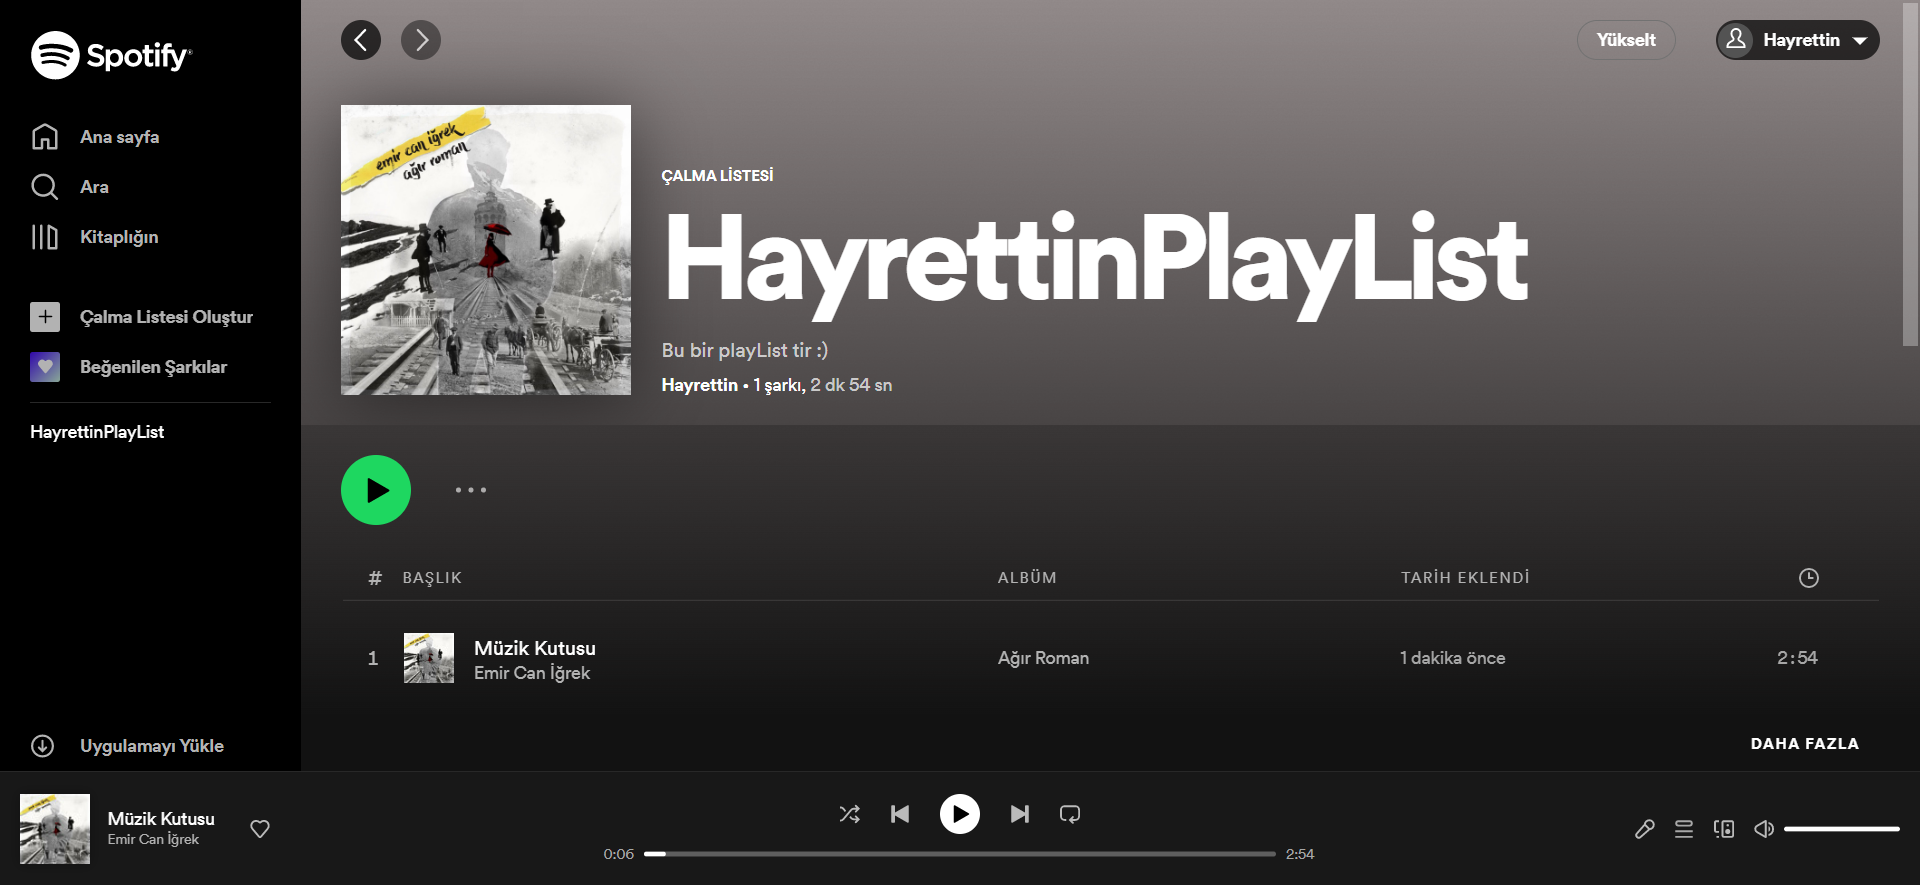 Spotify
Ana sayfa
Ara
Kitaplığın
Çalma Listesi Oluştur
Beğenilen Şarkılar
HayrettinPlayList
Uygulamayı Yükle
Yükselt
Hayrettin
emir can iğrek
ağır roman
ÇALMA LİSTESİ
HayrettinPlayList
Bu bir playList tir :)
Hayrettin • 1 şarkı, 2 dk 54 sn
# BAŞLIK ALBÜM TARİH EKLENDİ
1 Müzik Kutusu Ağır Roman 1 dakika önce 2:54
Emir Can İğrek
DAHA FAZLA
Müzik Kutusu
Emir Can İğrek
0:06 2:54